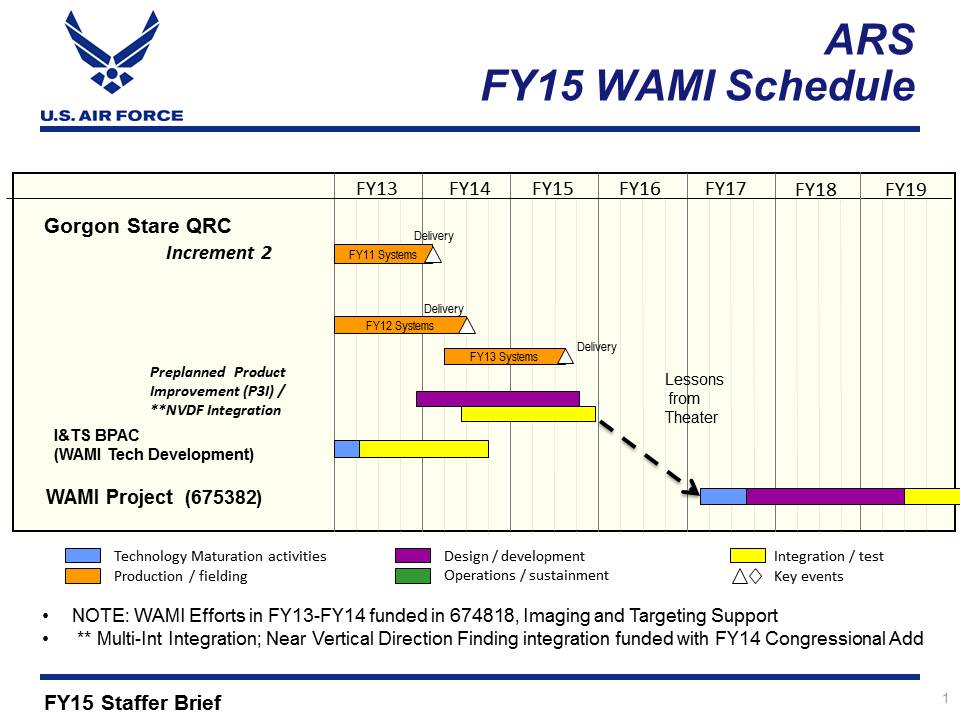 ARS
FY15 WAMI Schedule
U.S. AIR FORCE
FY13 FY14 FY15 FY16 FY17 FY18 FY19
Gorgon Stare QRC
Delivery
Increment 2
FY11 Systems
Delivery
FY12 Systems
Delivery
FY13 Systems
Preplanned Product
Improvement (P3I) /
**NVDF Integration
Lessons
from
Theater
I&TS BPAC
(WAMI Tech Development)
WAMI Project (675382)
Technology Maturation activities
Design / development
Integration / test
Production / fielding
Operations / sustainment
Key events
• NOTE: WAMI Efforts in FY13-FY14 funded in 674818, Imaging and Targeting Support
• ** Multi-Int Integration; Near Vertical Direction Finding integration funded with FY14 Congressional Add
FY15 Staffer Brief
1